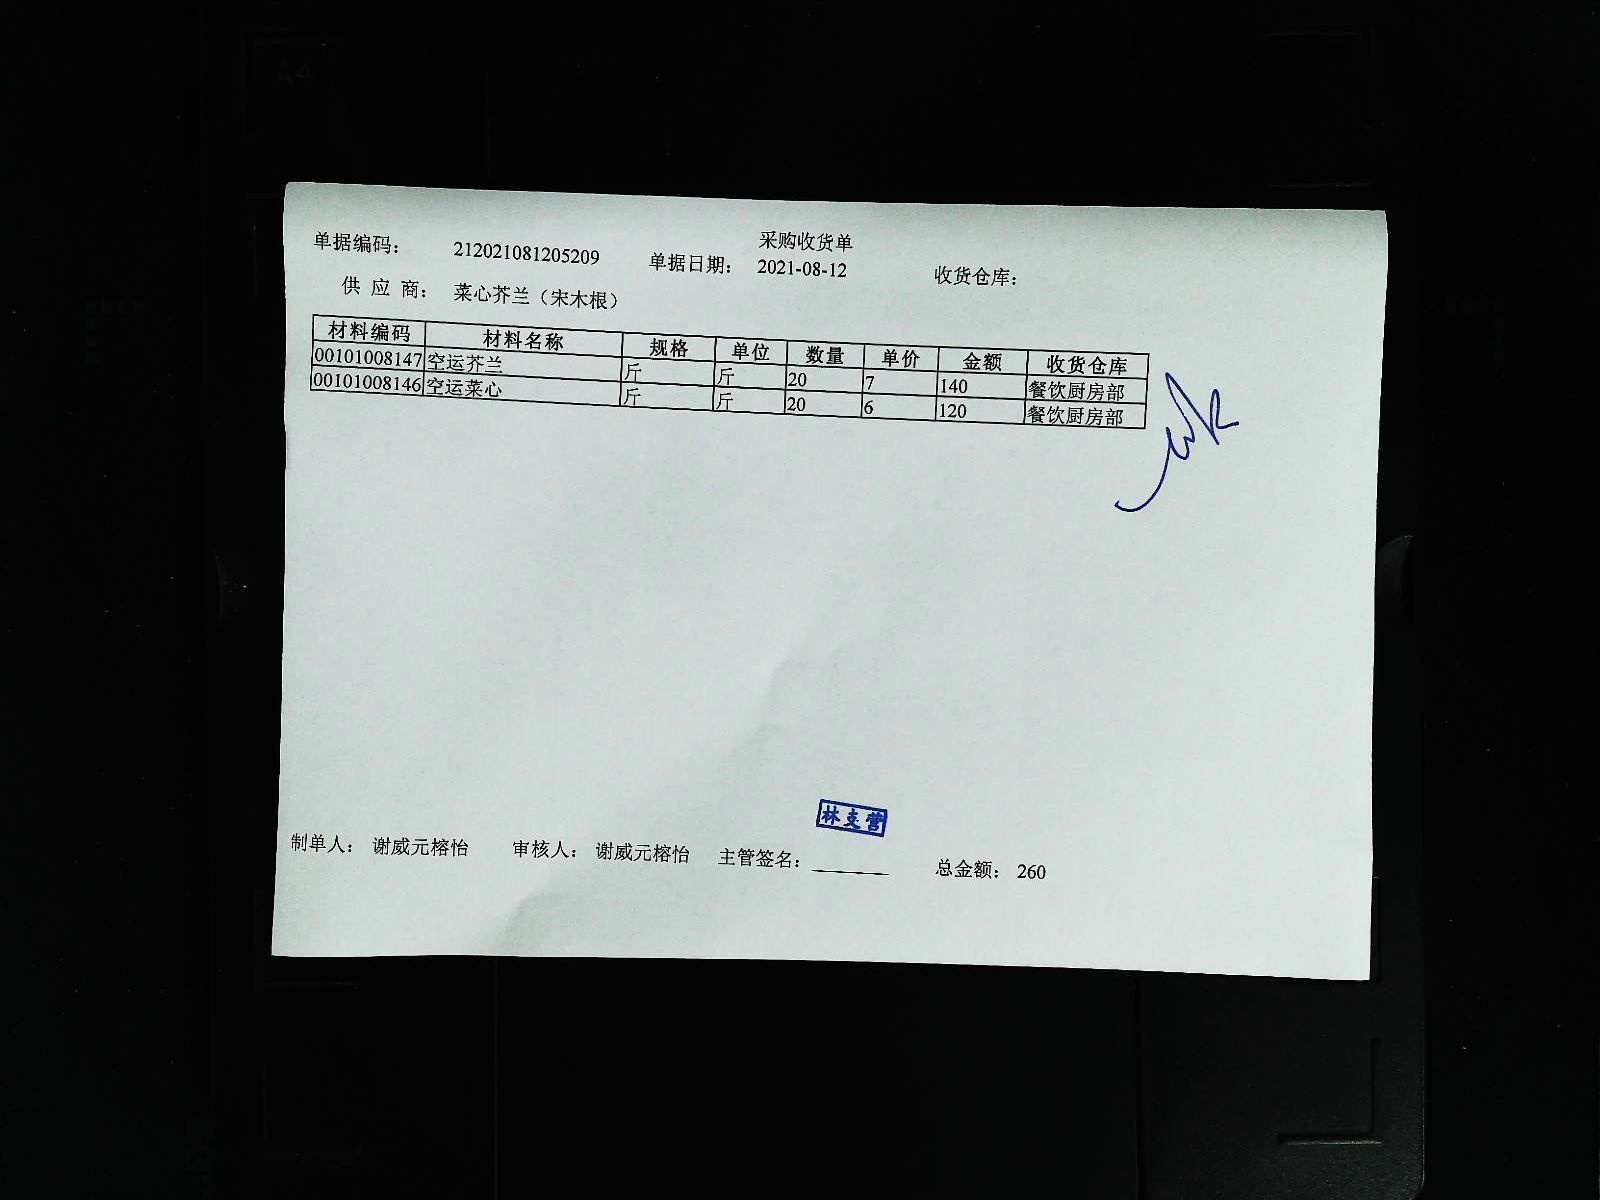 采购收货单
单据编码： 212021081205209 单据日期： 2021-08-12 收货仓库：
供 应 商： 菜心芥兰（宋木根）
材料编码 材料名称 规格 单位 数量 单价 金额 收货仓库
00101008147 空运芥兰 斤 斤 20 7 140 餐饮厨房部
00101008146 空运菜心 斤 斤 20 6 120 餐饮厨房部
制单人： 谢威元榕怡 审核人： 谢威元榕怡 主管签名： 总金额： 260